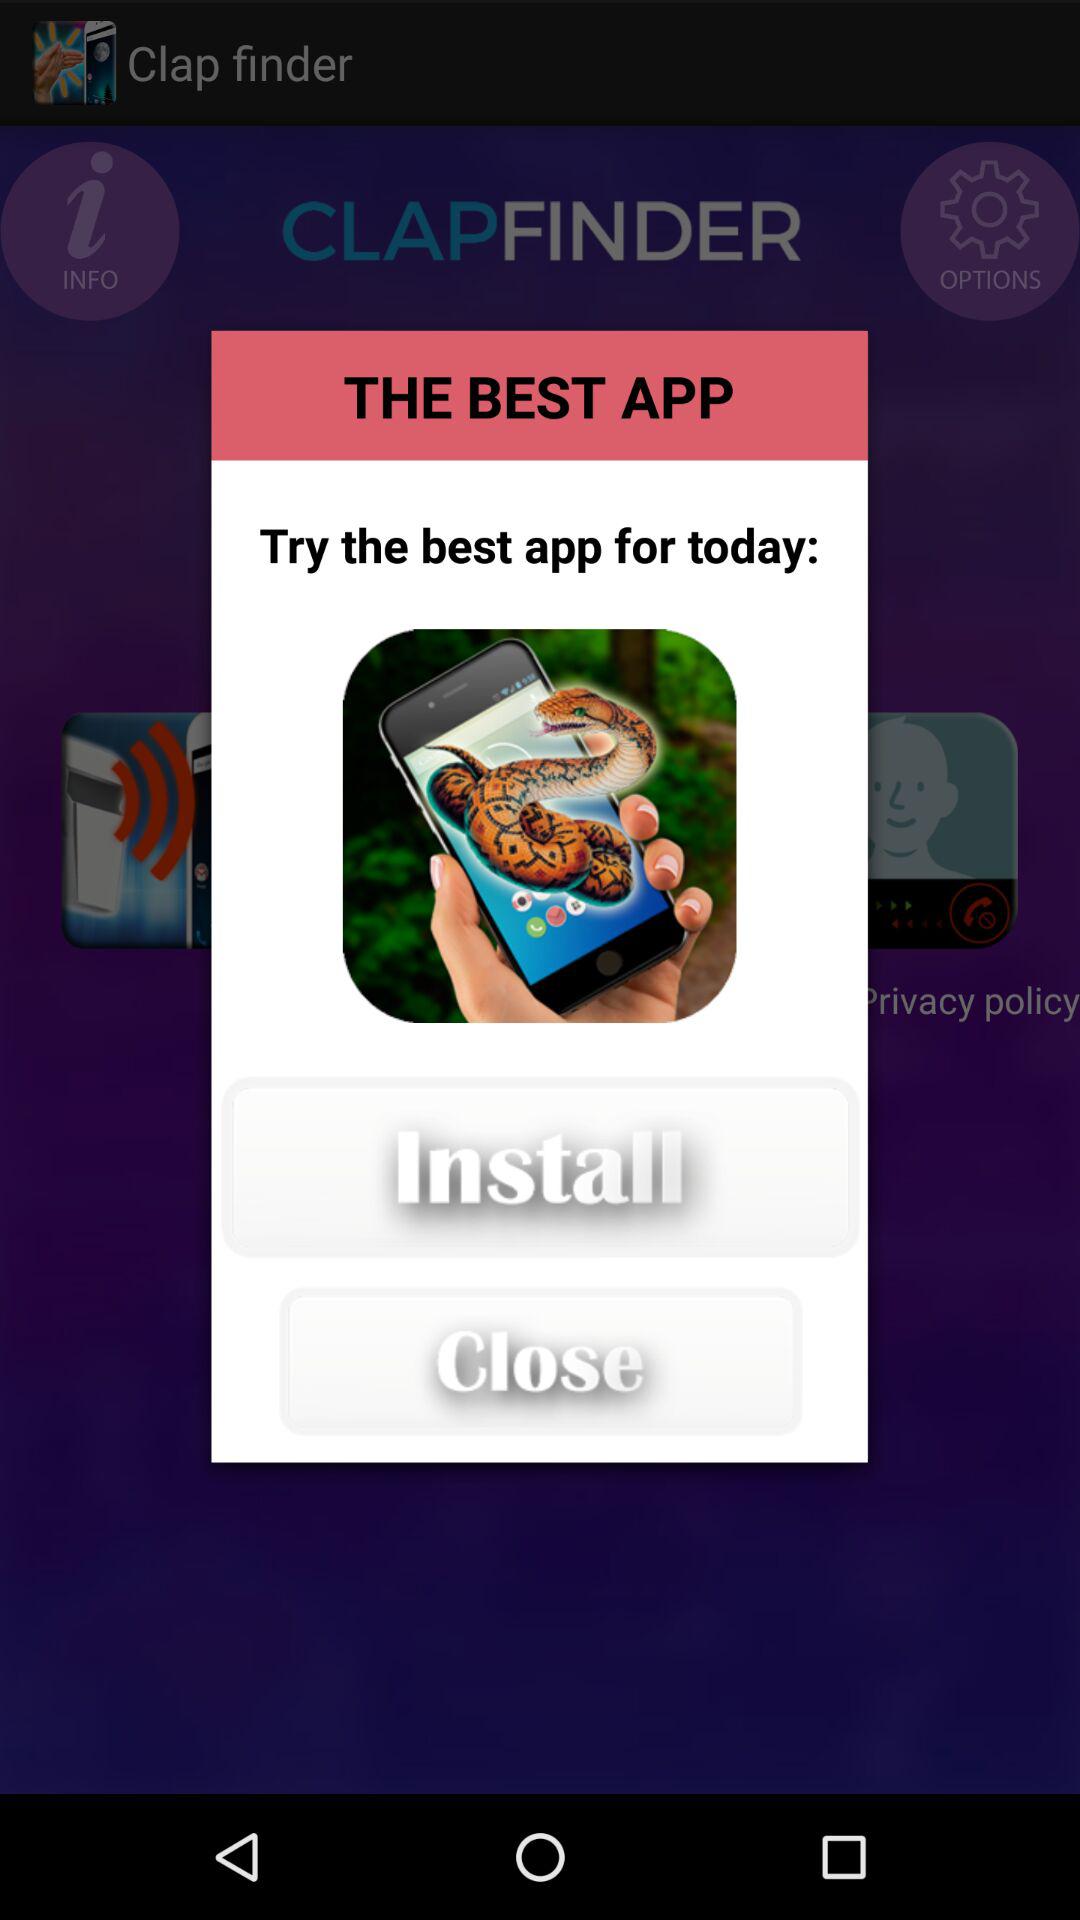 Clap finder
INFO
CLAPFINDER
OPTIONS
THE BEST APP
Try the best app for today:
Privacy policy
Install
Close